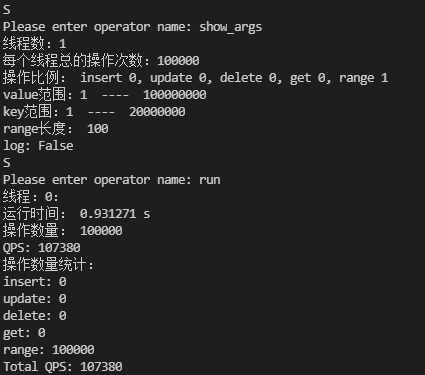 S
Please enter operator name: show_args
线程数：1
每个线程总的操作次数：100000
操作比例： insert 0, update 0, delete 0, get 0, range 1
value范围：1  ----  100000000
key范围：1  ----  20000000
range长度： 100
log: False
S
Please enter operator name: run
线程：0：
运行时间： 0.931271 s
操作数量： 100000
QPS: 107380
操作数量统计：
insert: 0
update: 0
delete: 0
get: 0
range: 100000
Total QPS: 107380